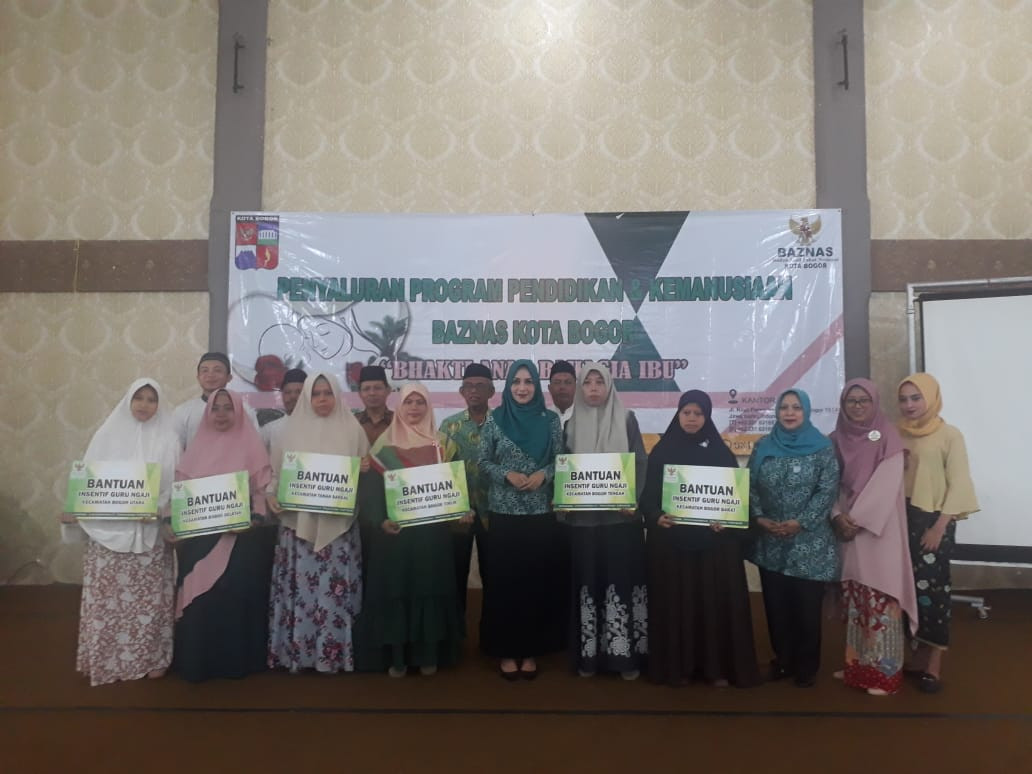 KOTA BOGOR
BAZNAS
KOTA BOGOR
PENYALURAN PROGRAM PENDIDIKAN & KEMANUSIAAN
BAZNAS KOTA BOGOR
IBU"
KANTOR
BANTUAN
INSENTIF GURU NGAJI
KECAMATAN BOGOR UTARA
BANTUAN
INSENTIF GURU NGAJI
KECAMATAN BOGOR SELATAN
BANTUAN
INSENTIF GURU NGAJI
KECAMATAN TANAH SAREAL
BANTUAN
INSENTIF GURU NGAJI
KECAMATAN BOGOR TIMUR
BANTUAN
INSENTIF GURU NGAJI
KECAMATAN BOGOR TENGAH
BANTUAN
INSENTIF GURU NGAJI
KECAMATAN BOGOR BARAT